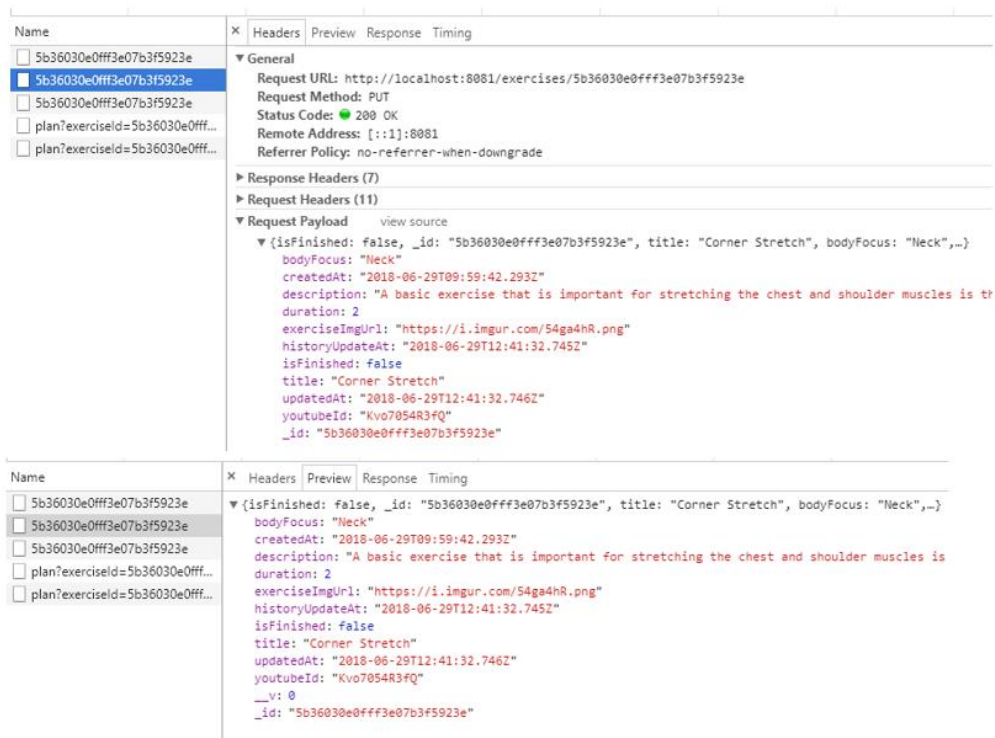 Name
5b36030e0fff3e07b3f5923e
5b36030e0fff3e07b3f5923e
5b36030e0fff3e07b3f5923e
plan?exerciseId=5b36030e0fff...
plan?exerciseId=5b36030e0fff...
× Headers Preview Response Timing
▼ General
Request URL: http://localhost:8081/exercises/5b36030e0fff3e07b3f5923e
Request Method: PUT
Status Code: 200 OK
Remote Address: [::1]:8081
Referrer Policy: no-referrer-when-downgrade
▶ Response Headers (7)
▶ Request Headers (11)
▼ Request Payload view source
▼ {isFinished: false, _id: "5b36030e0fff3e07b3f5923e", title: "Corner Stretch", bodyFocus: "Neck",…}
bodyFocus: "Neck"
createdAt: "2018-06-29T09:59:42.293Z"
description: "A basic exercise that is important for stretching the chest and shoulder muscles is th
duration: 2
exerciseImgUrl: "https://i.imgur.com/54ga4hR.png"
historyUpdateAt: "2018-06-29T12:41:32.745Z"
isFinished: false
title: "Corner Stretch"
updatedAt: "2018-06-29T12:41:32.746Z"
youtubeId: "Kvo7054R3fQ"
_id: "5b36030e0fff3e07b3f5923e"
Name
5b36030e0fff3e07b3f5923e
5b36030e0fff3e07b3f5923e
5b36030e0fff3e07b3f5923e
plan?exerciseId=5b36030e0fff...
plan?exerciseId=5b36030e0fff...
× Headers Preview Response Timing
▼ {isFinished: false, _id: "5b36030e0fff3e07b3f5923e", title: "Corner Stretch", bodyFocus: "Neck",…}
bodyFocus: "Neck"
createdAt: "2018-06-29T09:59:42.293Z"
description: "A basic exercise that is important for stretching the chest and shoulder muscles is
duration: 2
exerciseImgUrl: "https://i.imgur.com/54ga4hR.png"
historyUpdateAt: "2018-06-29T12:41:32.745Z"
isFinished: false
title: "Corner Stretch"
updatedAt: "2018-06-29T12:41:32.746Z"
youtubeId: "Kvo7054R3fQ"
__v: 0
_id: "5b36030e0fff3e07b3f5923e"